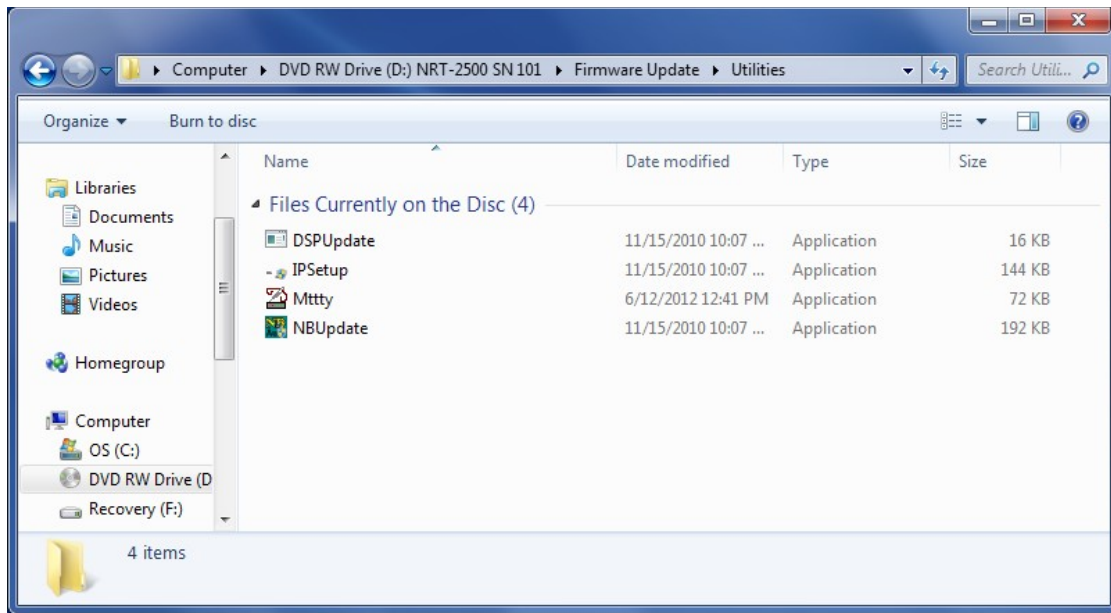 Computer ▸ DVD RW Drive (D:) NRT-2500 SN 101 ▸ Firmware Update ▸ Utilities
Search Utili...
Organize Burn to disc
Name Date modified Type Size
Libraries
Documents
Music
Pictures
Videos
Homegroup
Computer
OS (C:)
DVD RW Drive (D
Recovery (F:)
Files Currently on the Disc (4)
DSPUpdate 11/15/2010 10:07 ... Application 16 KB
IPSetup 11/15/2010 10:07 ... Application 144 KB
Mttty 6/12/2012 12:41 PM Application 72 KB
NBUpdate 11/15/2010 10:07 ... Application 192 KB
4 items